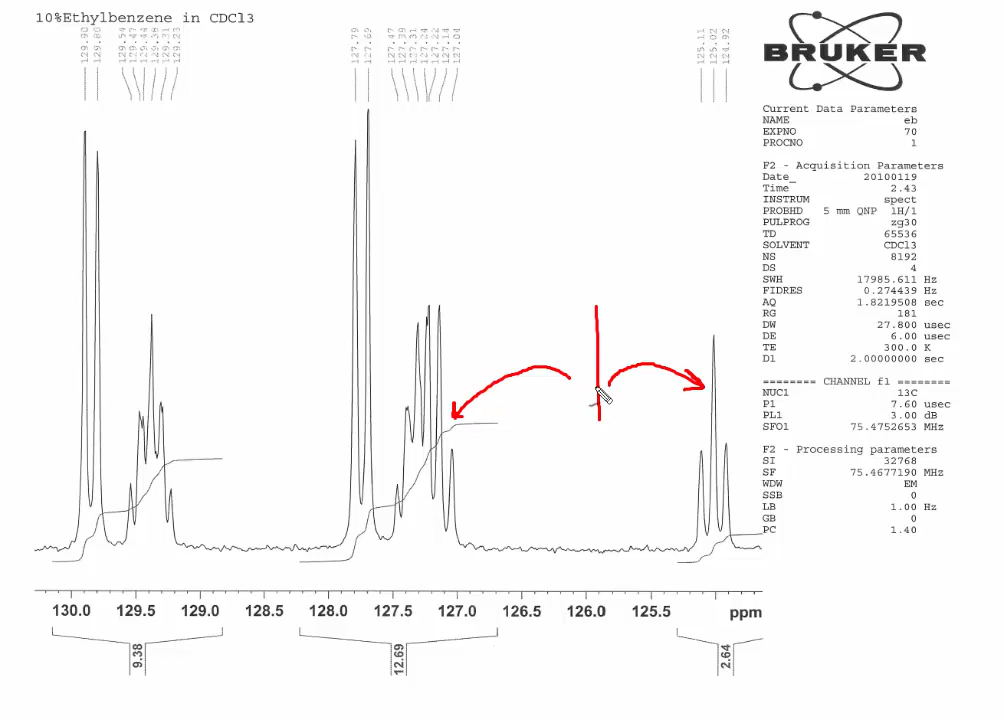 10%Ethylbenzene in CDCl3
129.90
129.80
129.54
129.47
129.44
129.38
129.31
129.23
127.79
127.69
127.47
127.39
127.31
127.24
127.22
127.14
127.04
125.11
125.02
124.92
BRUKER
Current Data Parameters
NAME eb
EXPNO 70
PROCNO 1
F2 - Acquisition Parameters
Date_ 20100119
Time 2.43
INSTRUM spect
PROBHD 5 mm QNP 1H/1
PULPROG zg30
TD 65536
SOLVENT CDCl3
NS 8192
DS 4
SWH 17985.611 Hz
FIDRES 0.274439 Hz
AQ 1.8219508 sec
RG 181
DW 27.800 usec
DE 6.00 usec
TE 300.0 K
D1 2.00000000 sec
======== CHANNEL f1 ========
NUC1 13C
P1 7.60 usec
PL1 3.00 dB
SFO1 75.4752653 MHz
F2 - Processing parameters
SI 32768
SF 75.4677190 MHz
WDW EM
SSB 0
LB 1.00 Hz
GB 0
PC 1.40
130.0 129.5 129.0 128.5 128.0 127.5 127.0 126.5 126.0 125.5 ppm
9.38
12.69
2.64